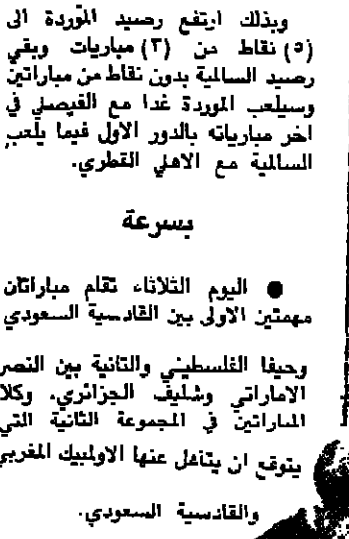 وبذلك ارتفع رصيد الموردة الى
(٥) نقاط من (٣) مباريات وبقي
رصيد السالمية بدون نقاط من مباراتين
وسيلعب الموردة غدا مع الفيصلي في
اخر مبارياته بالدور الاول فيما يلعب
السالمية مع الاهلي القطري.
بسرعة
● اليوم الثلاثاء تقام مباراتان
مهمتين الاولى بين القادسية السعودي
وحيفا الفلسطيني والثانية بين النصر
الاماراتي وشليف الجزائري. وكلا
المباراتين في المجموعة الثانية التي
يتوقع ان يتأهل عنها الاولمبيك المغربي
والقادسية السعودي.